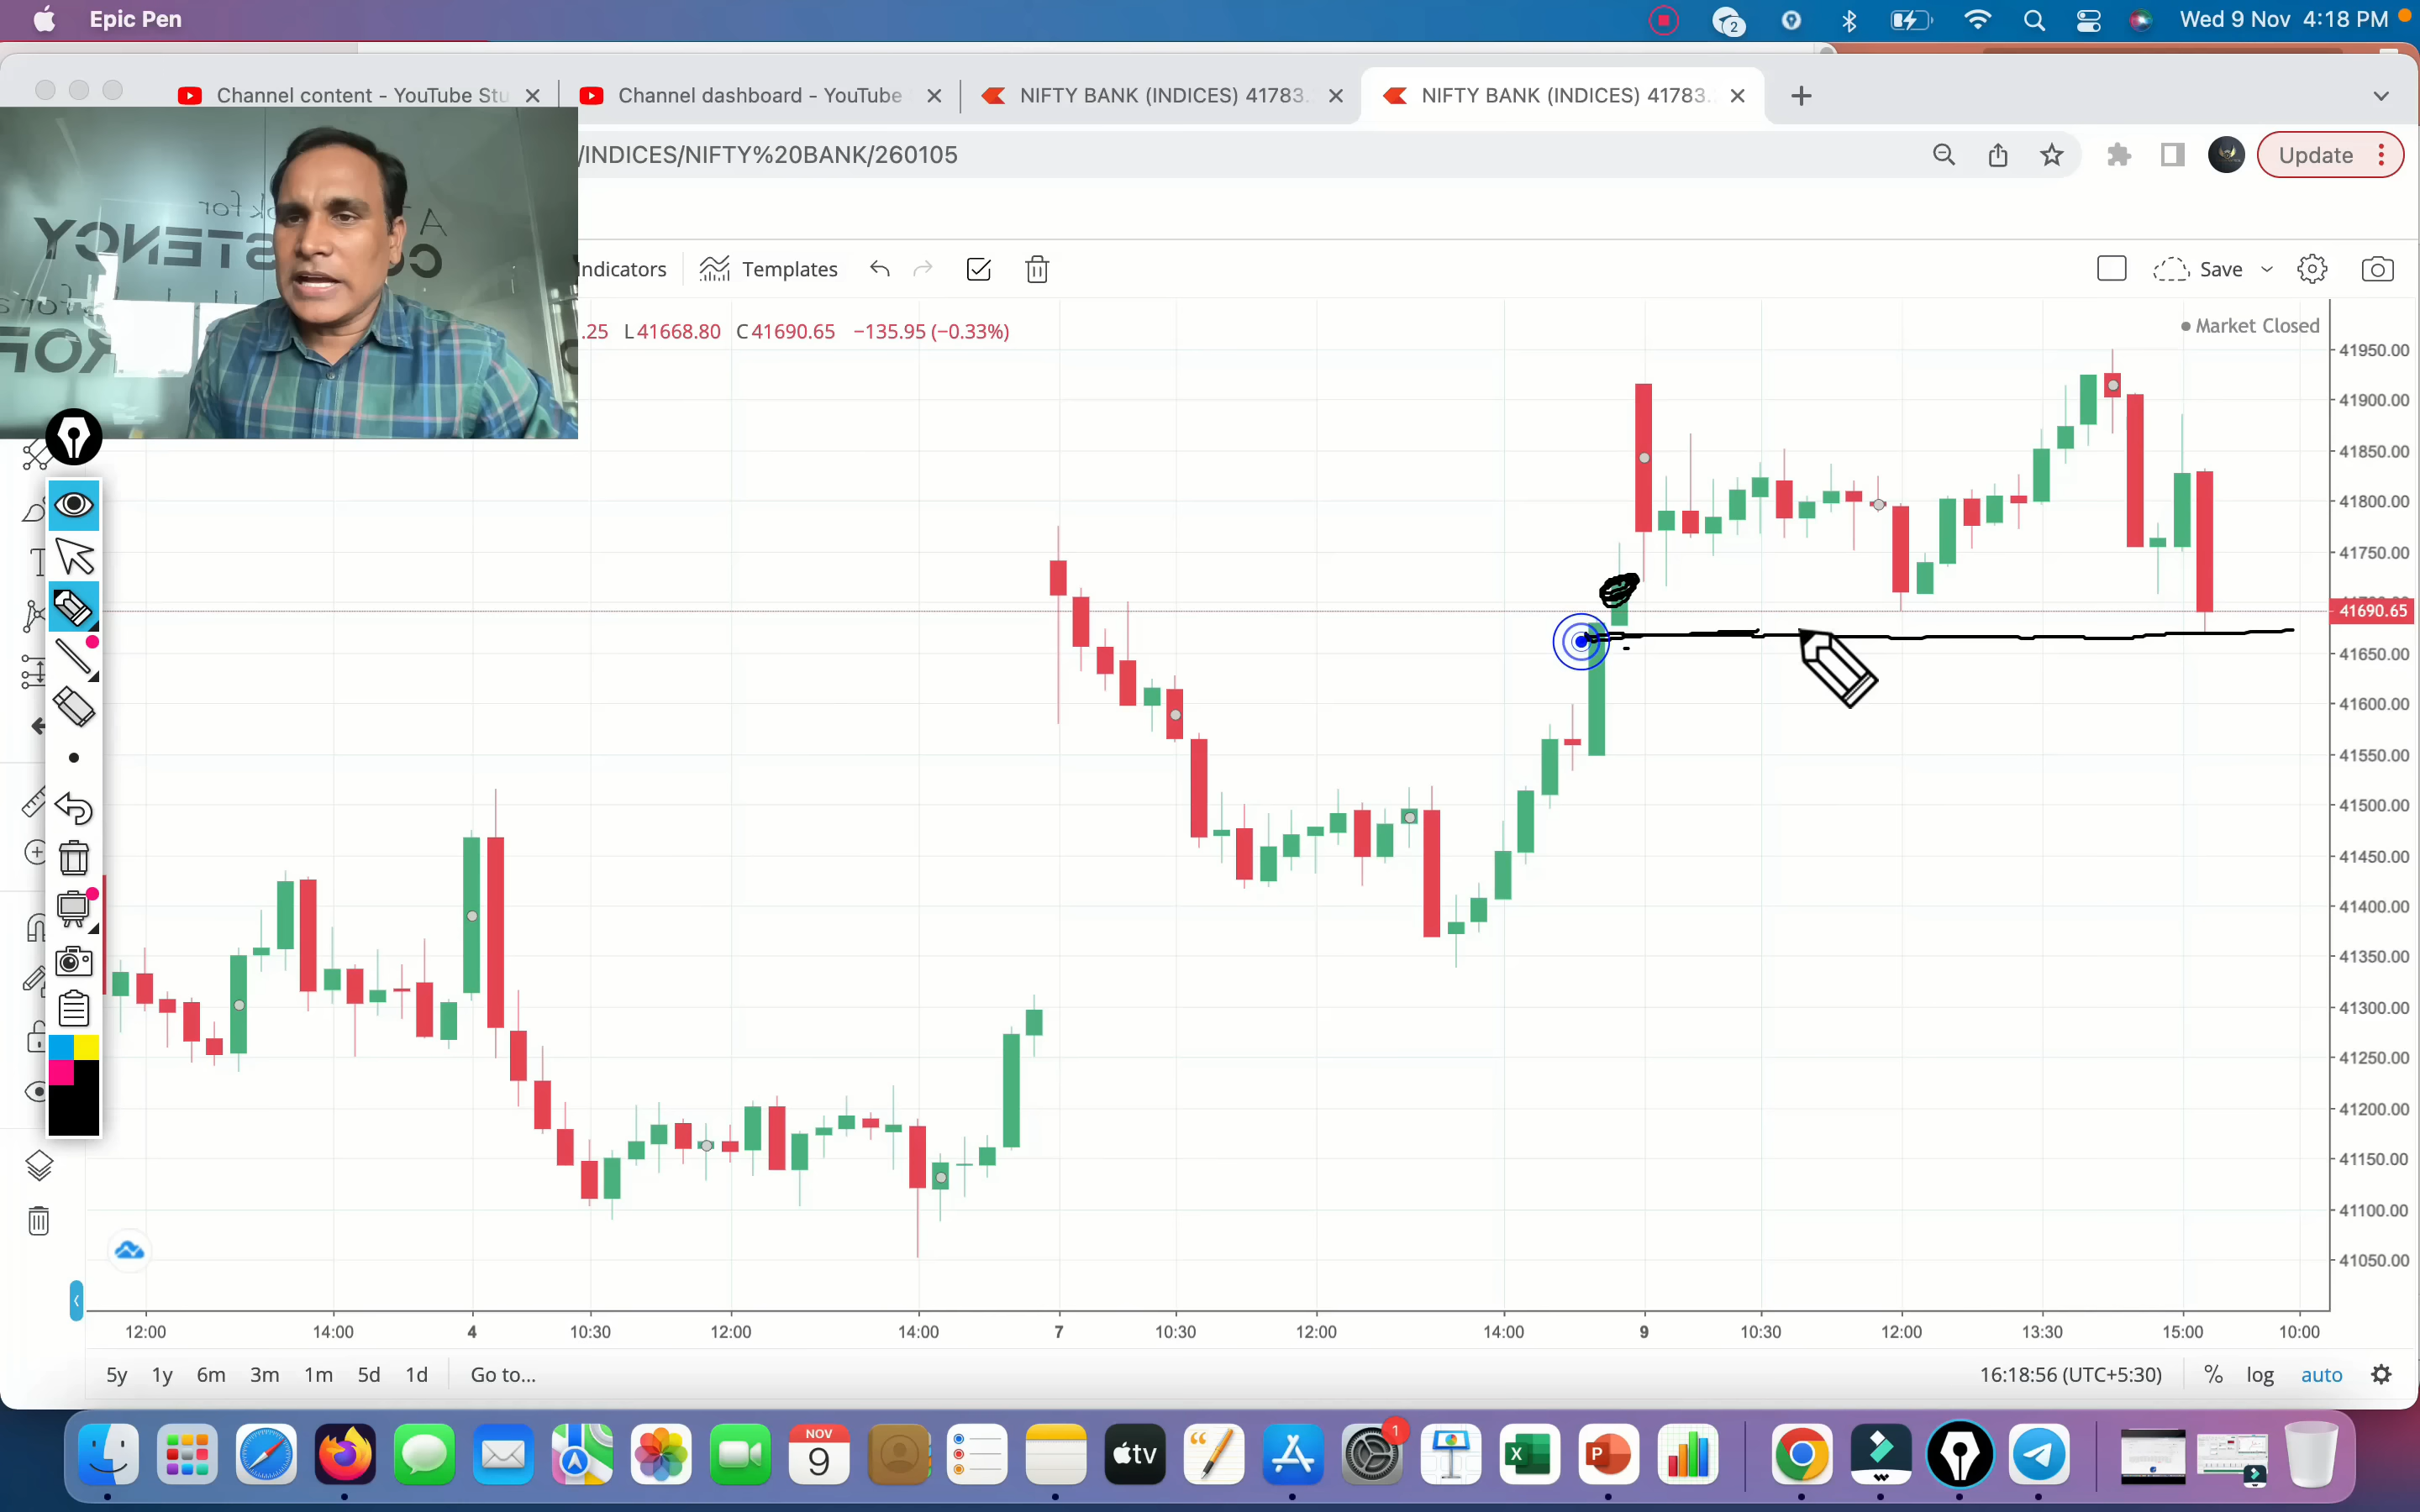 Epic Pen
2
Wed 9 Nov 4:18 PM
Channel content - YouTube Stu
Channel dashboard - YouTube
NIFTY BANK (INDICES) 41783.
NIFTY BANK (INDICES) 41783.
/INDICES/NIFTY%20BANK/260105
Update
Indicators
Templates
Save
.25 L41668.80 C41690.65 −135.95 (−0.33%)
Market Closed
41950.00
41900.00
41850.00
41800.00
41750.00
41690.65
41650.00
41600.00
41550.00
41500.00
41450.00
41400.00
41350.00
41300.00
41250.00
41200.00
41150.00
41100.00
41050.00
12:00 14:00 4 10:30 12:00 14:00 7 10:30 12:00 14:00 9 10:30 12:00 13:30 15:00 10:00
5y 1y 6m 3m 1m 5d 1d Go to...
16:18:56 (UTC+5:30) % log auto
NOV
9
tv
1
X
P